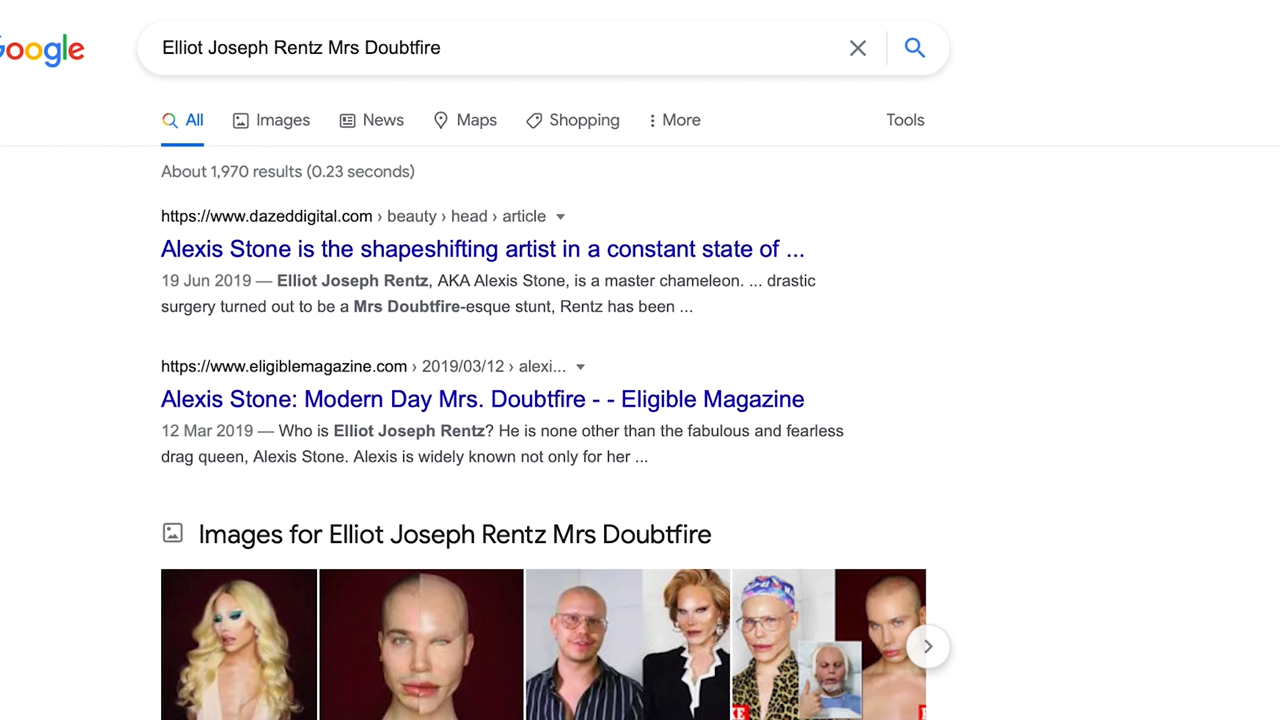 Google
Elliot Joseph Rentz Mrs Doubtfire
All Images News Maps Shopping More Tools
About 1,970 results (0.23 seconds)
https://www.dazeddigital.com › beauty › head › article
Alexis Stone is the shapeshifting artist in a constant state of ...
19 Jun 2019 — Elliot Joseph Rentz, AKA Alexis Stone, is a master chameleon. ... drastic
surgery turned out to be a Mrs Doubtfire-esque stunt, Rentz has been ...
https://www.eligiblemagazine.com › 2019/03/12 › alexi...
Alexis Stone: Modern Day Mrs. Doubtfire - - Eligible Magazine
12 Mar 2019 — Who is Elliot Joseph Rentz? He is none other than the fabulous and fearless
drag queen, Alexis Stone. Alexis is widely known not only for her ...
Images for Elliot Joseph Rentz Mrs Doubtfire